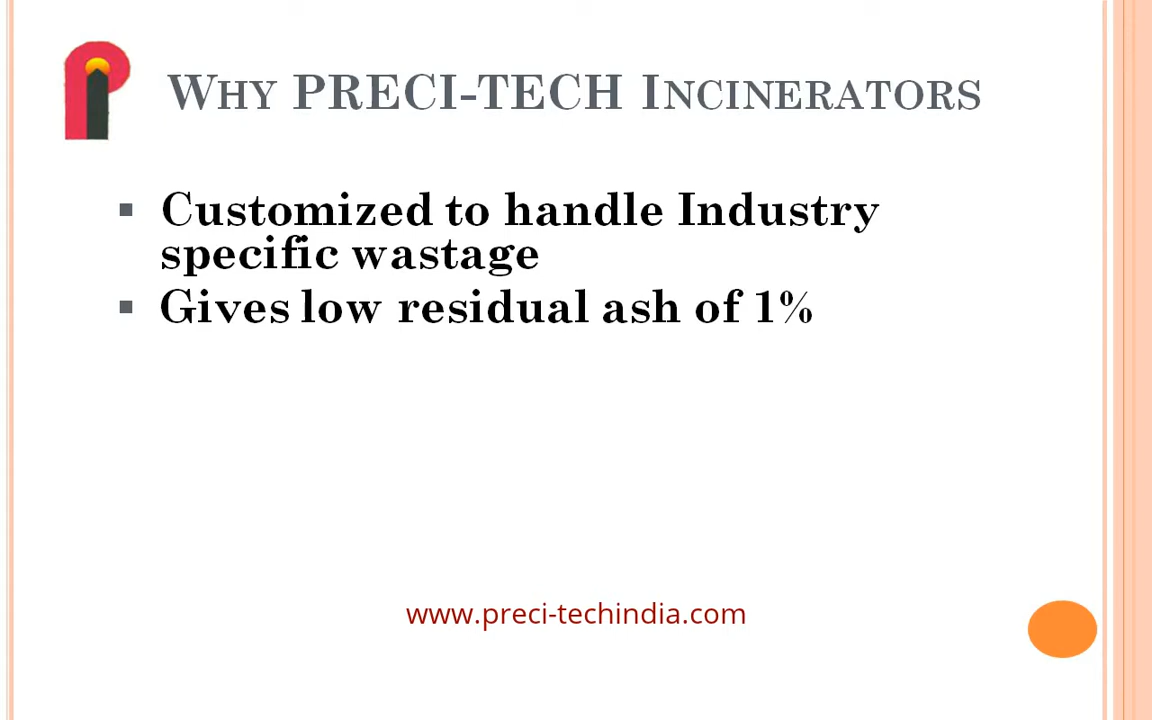 Why PRECI-TECH Incinerators
Customized to handle Industry
specific wastage
Gives low residual ash of 1%
www.preci-techindia.com